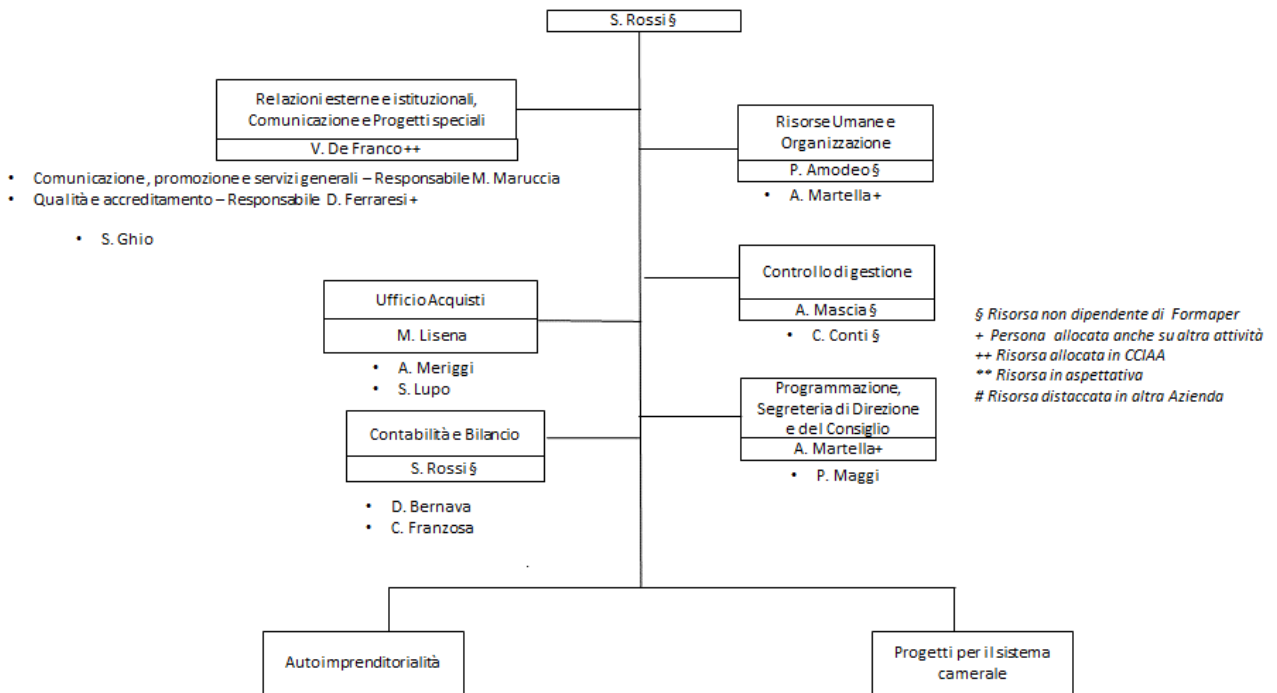 S. Rossi §
Relazioni esterne e istituzionali,
Comunicazione e Progetti speciali
V. De Franco++
• Comunicazione, promozione e servizi generali – Responsabile M. Maruccia
• Qualità e accreditamento – Responsabile D. Ferraresi+
• S. Ghio
Risorse Umane e
Organizzazione
P. Amodeo §
• A. Martella+
Controllo di gestione
A. Mascia §
• C. Conti §
Ufficio Acquisti
M. Lisena
• A. Meriggi
• S. Lupo
Programmazione,
Segreteria di Direzione
e del Consiglio
A. Martella+
• P. Maggi
Contabilità e Bilancio
S. Rossi §
• D. Bernava
• C. Franzosa
§ Risorsa non dipendente di Formaper
+ Persona allocata anche su altra attività
++ Risorsa allocata in CCIAA
** Risorsa in aspettativa
# Risorsa distaccata in altra Azienda
Autoimprenditorialità
Progetti per il sistema
camerale